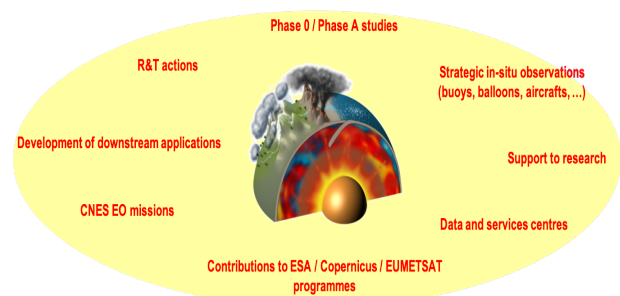 Phase 0 / Phase A studies
R&T actions
Strategic in-situ observations
(buoys, balloons, aircrafts, ...)
Development of downstream applications
Support to research
CNES EO missions
Data and services centres
Contributions to ESA / Copernicus / EUMETSAT
programmes